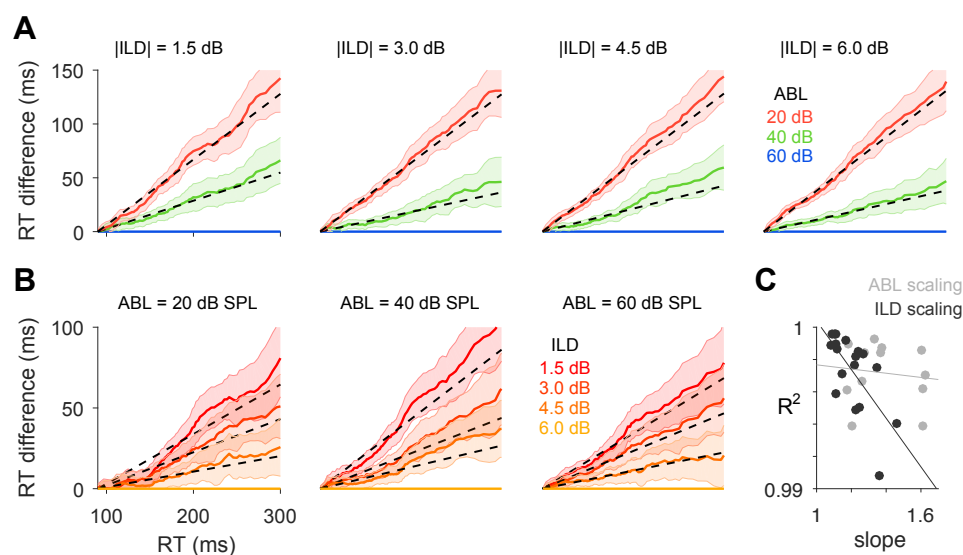 A
|ILD| = 1.5 dB
|ILD| = 3.0 dB
|ILD| = 4.5 dB
|ILD| = 6.0 dB
RT difference (ms)
150
100
50
0
100
200
300
ABL
20 dB
40 dB
60 dB
B
ABL = 20 dB SPL
ABL = 40 dB SPL
ABL = 60 dB SPL
RT difference (ms)
100
50
0
100
200
300
RT (ms)
ILD
1.5 dB
3.0 dB
4.5 dB
6.0 dB
C
ABL scaling
ILD scaling
1
R2
0.99
1
1.6
slope